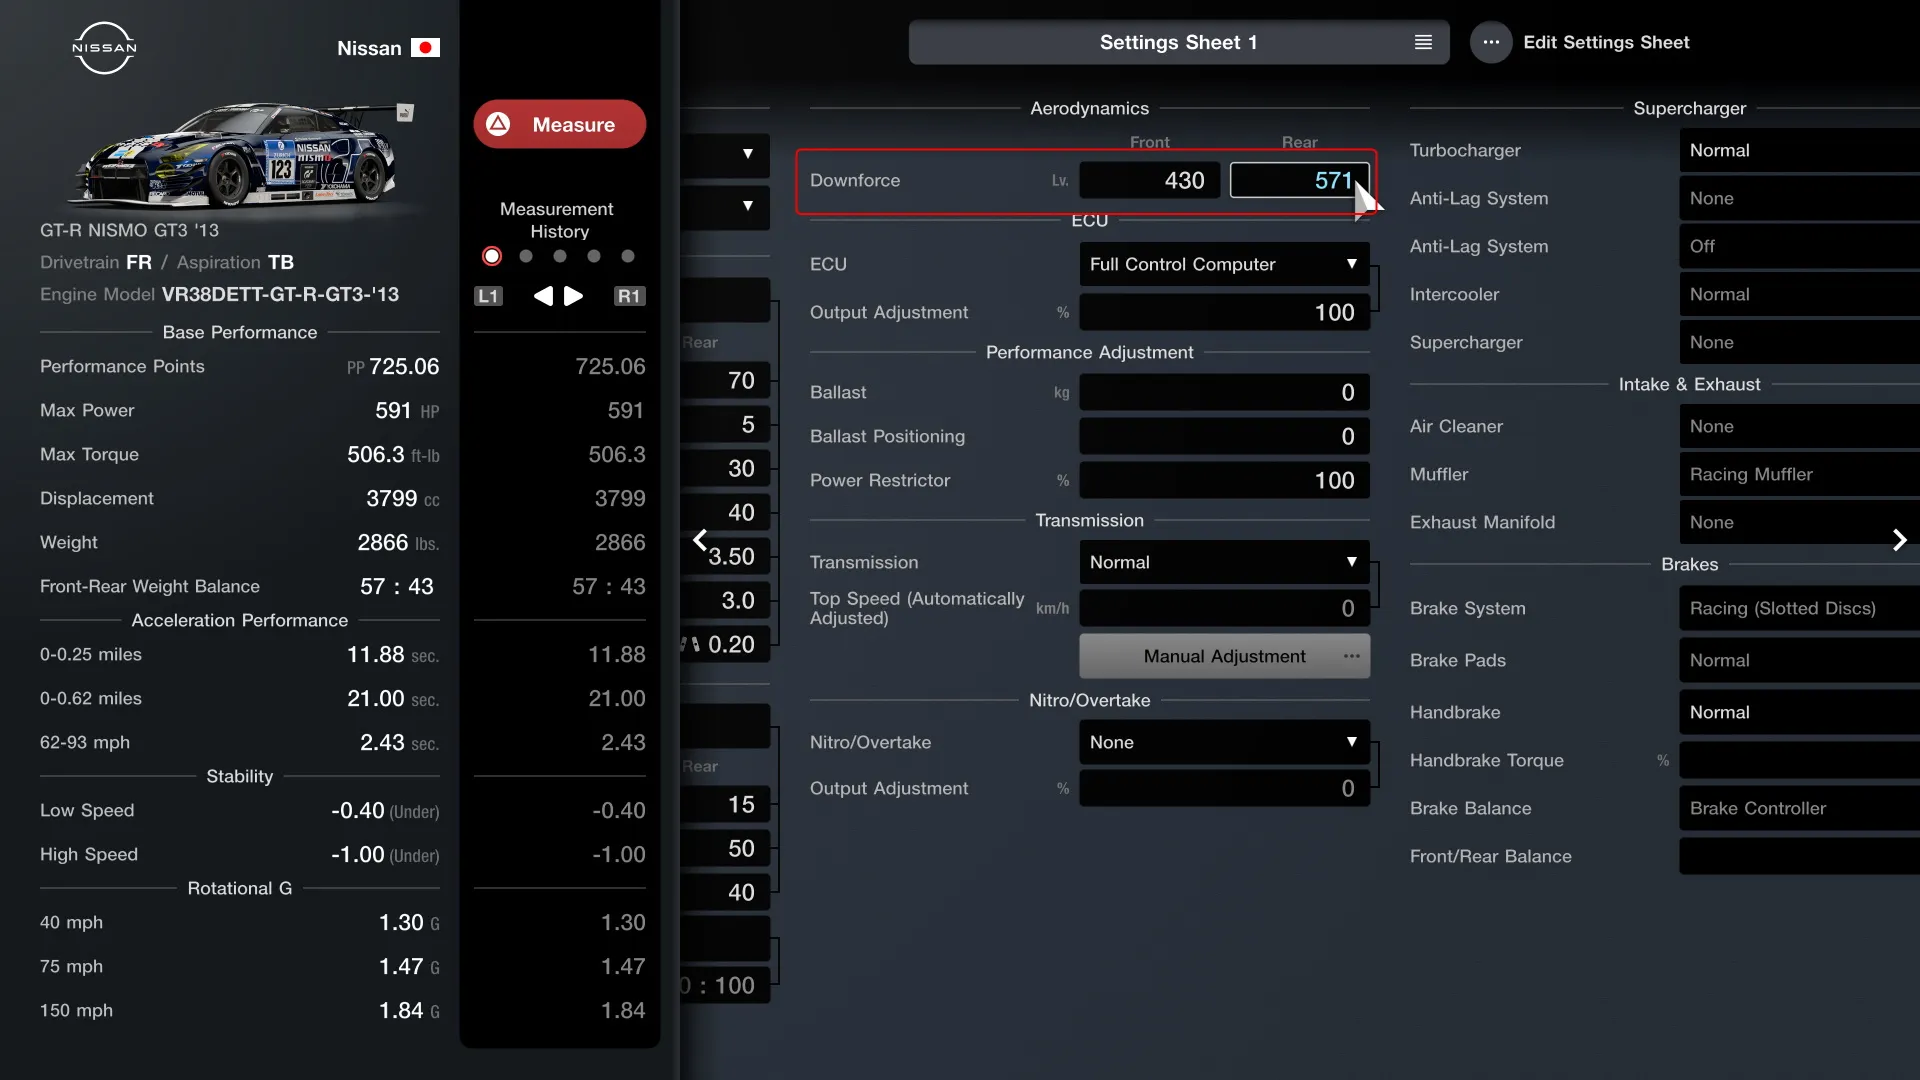 NISSAN
Nissan
NISSAN
nismo
123
YOKOHAMA
GT-R NISMO GT3 '13
Drivetrain FR / Aspiration TB
Engine Model VR38DETT-GT-R-GT3-'13
Base Performance
Performance Points PP 725.06
Max Power 591 HP
Max Torque 506.3 ft-lb
Displacement 3799 cc
Weight 2866 lbs.
Front-Rear Weight Balance 57 : 43
Acceleration Performance
0-0.25 miles 11.88 sec.
0-0.62 miles 21.00 sec.
62-93 mph 2.43 sec.
Stability
Low Speed -0.40 (Under)
High Speed -1.00 (Under)
Rotational G
40 mph 1.30 G
75 mph 1.47 G
150 mph 1.84 G
Measure
Measurement
History
L1 R1
725.06
591
506.3
3799
2866
57 : 43
11.88
21.00
2.43
-0.40
-1.00
1.30
1.47
1.84
Rear
70
5
30
40
3.50
3.0
0.20
Rear
15
50
40
0 : 100
Settings Sheet 1
Edit Settings Sheet
Aerodynamics
Front Rear
Downforce Lv. 430 571
ECU
ECU Full Control Computer
Output Adjustment % 100
Performance Adjustment
Ballast kg 0
Ballast Positioning 0
Power Restrictor % 100
Transmission
Transmission Normal
Top Speed (Automatically
Adjusted) km/h 0
Manual Adjustment
Nitro/Overtake
Nitro/Overtake None
Output Adjustment % 0
Supercharger
Turbocharger Normal
Anti-Lag System None
Anti-Lag System Off
Intercooler Normal
Supercharger None
Intake & Exhaust
Air Cleaner None
Muffler Racing Muffler
Exhaust Manifold None
Brakes
Brake System Racing (Slotted Discs)
Brake Pads Normal
Handbrake Normal
Handbrake Torque %
Brake Balance Brake Controller
Front/Rear Balance